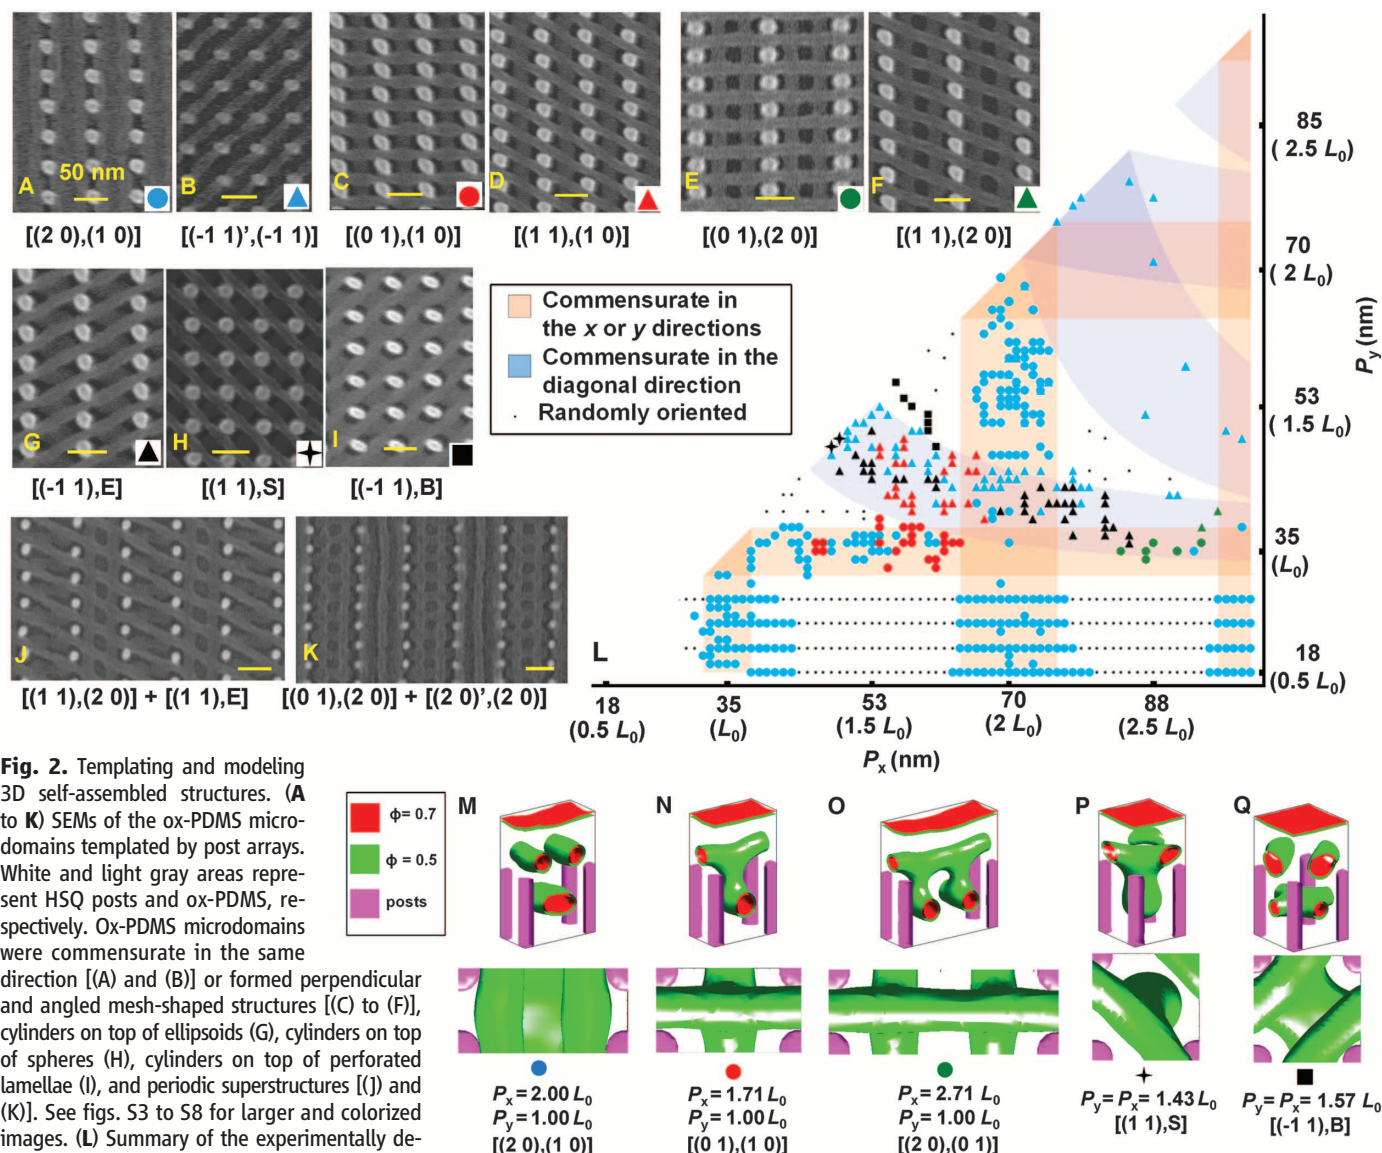 A
50 nm
B
C
D
E
F
[(2 0),(1 0)]
[(-1 1)',(-1 1)]
[(0 1),(1 0)]
[(1 1),(1 0)]
[(0 1),(2 0)]
[(1 1),(2 0)]
G
H
I
[(-1 1),E]
[(1 1),S]
[(-1 1),B]
J
K
[(1 1),(2 0)] + [(1 1),E]
[(0 1),(2 0)] + [(2 0)',(2 0)]
Commensurate in
the x or y directions
Commensurate in the
diagonal direction
Randomly oriented
L
85
( 2.5 L₀)
70
( 2 L₀)
53
(1.5 L₀)
35
(L₀)
18
(0.5 L₀)
Py (nm)
18
(0.5 L₀)
35
(L₀)
53
(1.5 L₀)
70
(2 L₀)
88
(2.5 L₀)
Px (nm)
Fig. 2. Templating and modeling
3D self-assembled structures. (A
to K) SEMs of the ox-PDMS micro-
domains templated by post arrays.
White and light gray areas repre-
sent HSQ posts and ox-PDMS, re-
spectively. Ox-PDMS microdomains
were commensurate in the same
direction [(A) and (B)] or formed perpendicular
and angled mesh-shaped structures [(C) to (F)],
cylinders on top of ellipsoids (G), cylinders on top
of spheres (H), cylinders on top of perforated
lamellae (I), and periodic superstructures [(J) and
(K)]. See figs. S3 to S8 for larger and colorized
images. (L) Summary of the experimentally de-
ϕ= 0.7
ϕ= 0.5
posts
M
N
O
P
Q
Px = 2.00 L₀
Py = 1.00 L₀
[(2 0),(1 0)]
Px = 1.71 L₀
Py = 1.00 L₀
[(0 1),(1 0)]
Px = 2.71 L₀
Py = 1.00 L₀
[(2 0),(0 1)]
Py = Px = 1.43 L₀
[(1 1),S]
Py = Px = 1.57 L₀
[(-1 1),B]